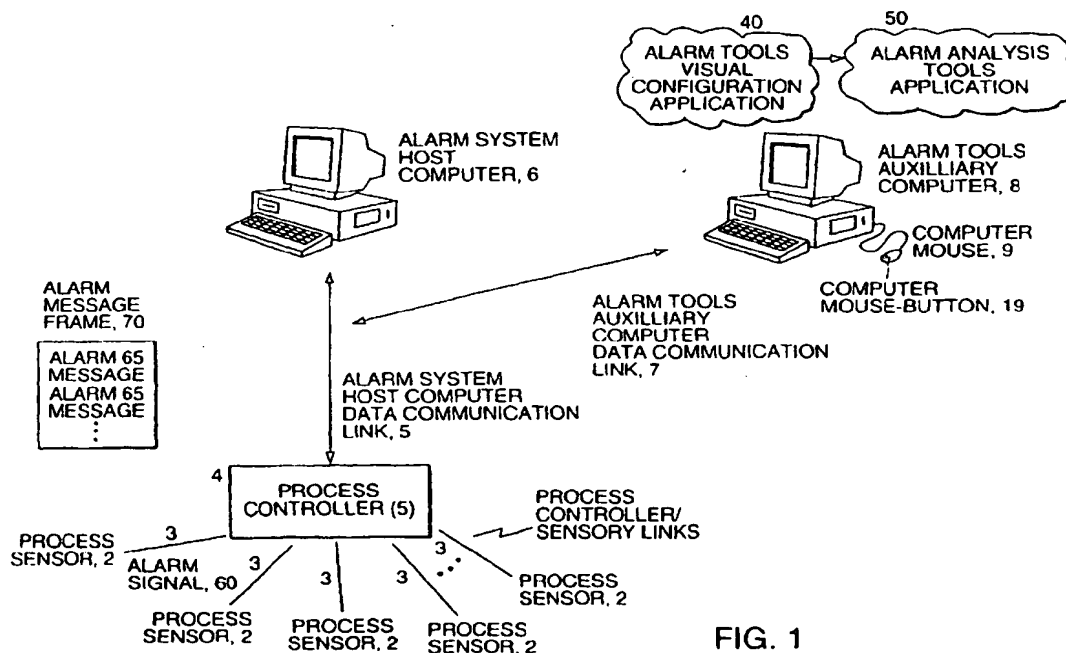 40
ALARM TOOLS
VISUAL
CONFIGURATION
APPLICATION
50
ALARM ANALYSIS
TOOLS
APPLICATION
ALARM SYSTEM
HOST
COMPUTER, 6
ALARM TOOLS
AUXILLIARY
COMPUTER, 8
COMPUTER
MOUSE, 9
COMPUTER
MOUSE-BUTTON, 19
ALARM
MESSAGE
FRAME, 70
ALARM 65
MESSAGE
ALARM 65
MESSAGE
ALARM TOOLS
AUXILLIARY
COMPUTER
DATA COMMUNICATION
LINK, 7
ALARM SYSTEM
HOST COMPUTER
DATA COMMUNICATION
LINK, 5
4
PROCESS
CONTROLLER (5)
PROCESS
CONTROLLER/
SENSORY LINKS
PROCESS
SENSOR, 2
3
ALARM
SIGNAL, 60
3
3
3
3
PROCESS
SENSOR, 2
PROCESS
SENSOR, 2
PROCESS
SENSOR, 2
PROCESS
SENSOR, 2
FIG. 1